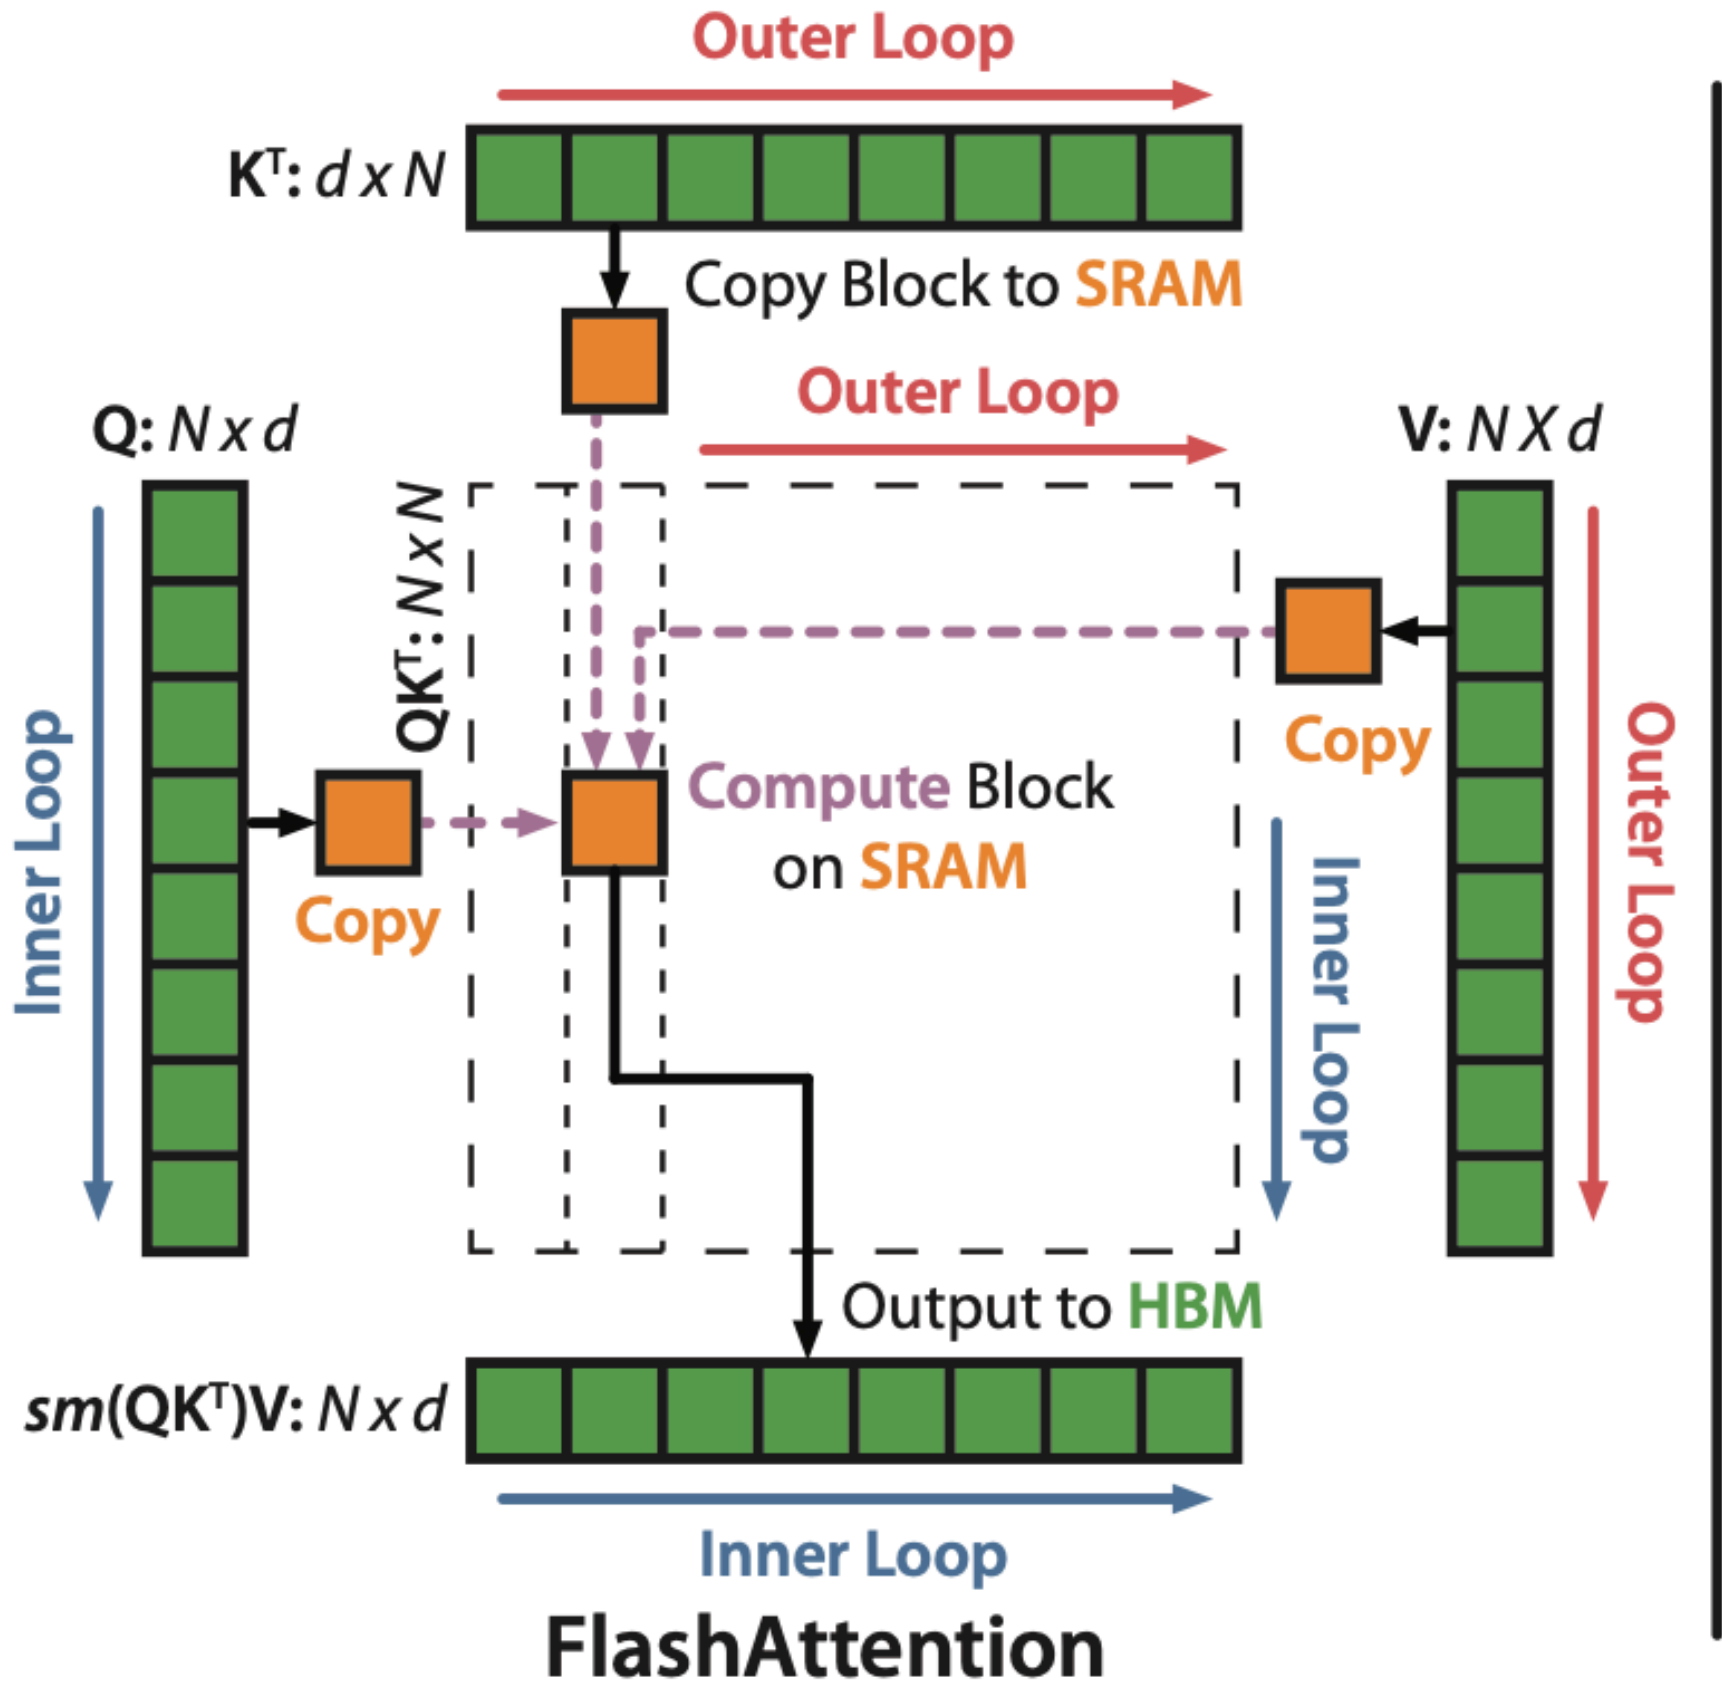 Outer Loop
Kᵀ: d x N
Copy Block to SRAM
Outer Loop
Q: N x d
V: N X d
QKᵀ: N x N
Copy
Compute Block
on SRAM
Copy
Inner Loop
Inner Loop
Outer Loop
Output to HBM
sm(QKᵀ)V: N x d
Inner Loop
FlashAttention